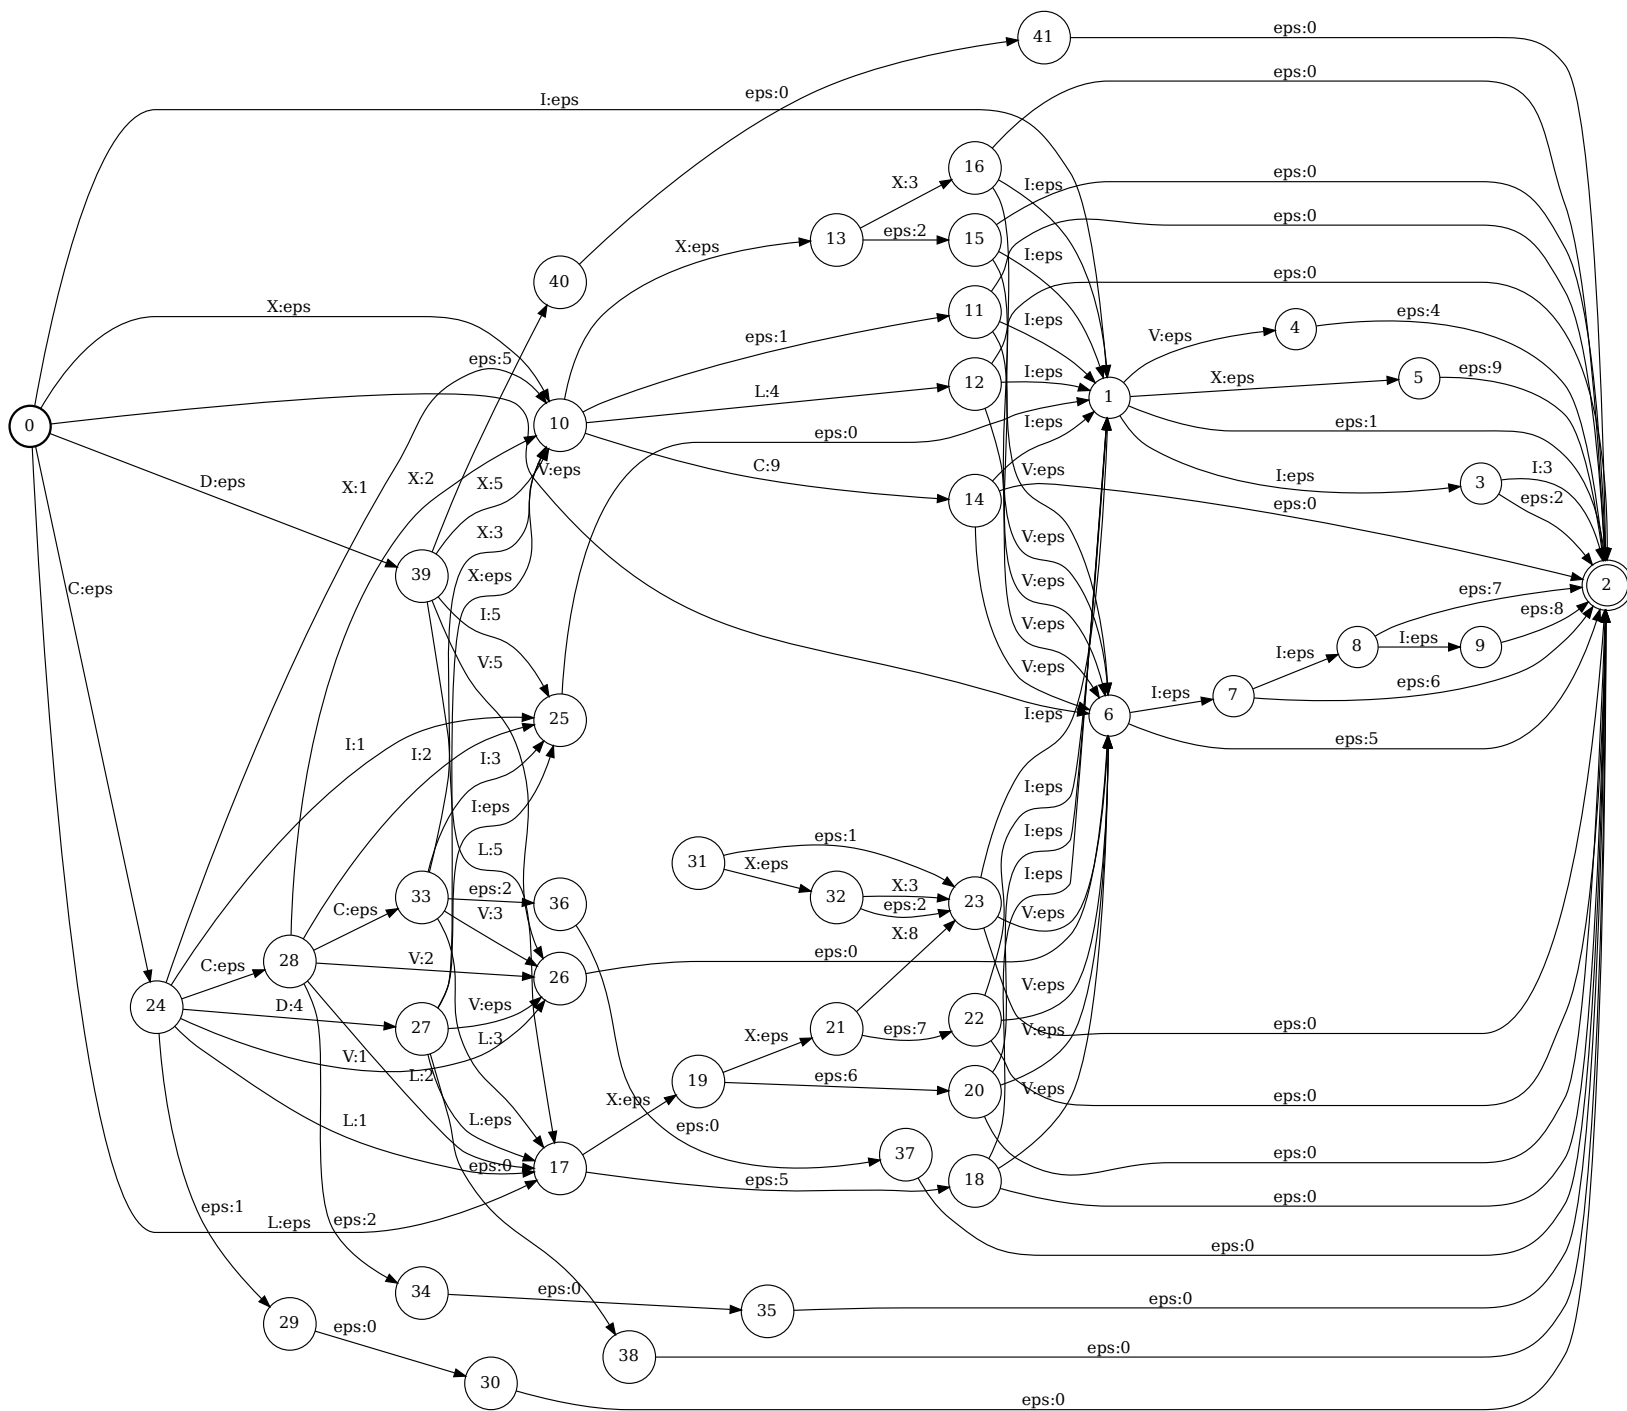 41
eps:0
eps:0
eps:0
I:eps
16
X:3
I:eps
eps:0
13
eps:2
15
eps:0
X:eps
I:eps
40
eps:0
X:eps
11
I:eps
4
eps:4
eps:1
V:eps
eps:5
12
I:eps
X:eps
5
eps:9
L:4
1
0
10
I:eps
eps:1
eps:0
X:2
V:eps
C:9
V:eps
I:3
D:eps
X:1
X:5
14
I:eps
3
eps:2
eps:0
X:3
V:eps
39
X:eps
V:eps
2
C:eps
I:5
V:eps
8
eps:7
eps:8
I:eps
9
V:5
V:eps
I:eps
7
eps:6
I:eps
25
I:eps
6
eps:5
I:1
I:2
I:3
I:eps
I:eps
31
eps:1
I:eps
L:5
X:eps
I:eps
33
eps:2
36
32
X:3
eps:2
23
C:eps
V:3
V:eps
X:8
28
V:2
26
eps:0
C:eps
V:eps
24
D:4
27
V:eps
21
eps:7
22
V:eps
eps:0
L:3
X:eps
V:1
L:2
19
eps:6
20
V:eps
eps:0
X:eps
L:1
L:eps
eps:0
37
eps:0
eps:0
17
eps:5
18
eps:0
eps:1
L:eps
eps:2
eps:0
34
eps:0
35
eps:0
29
eps:0
38
eps:0
30
eps:0